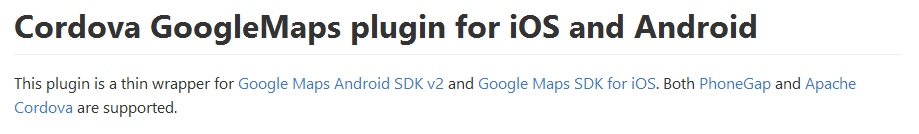 Cordova GoogleMaps plugin for iOS and Android
This plugin is a thin wrapper for Google Maps Android SDK v2 and Google Maps SDK for iOS. Both PhoneGap and Apache
Cordova are supported.